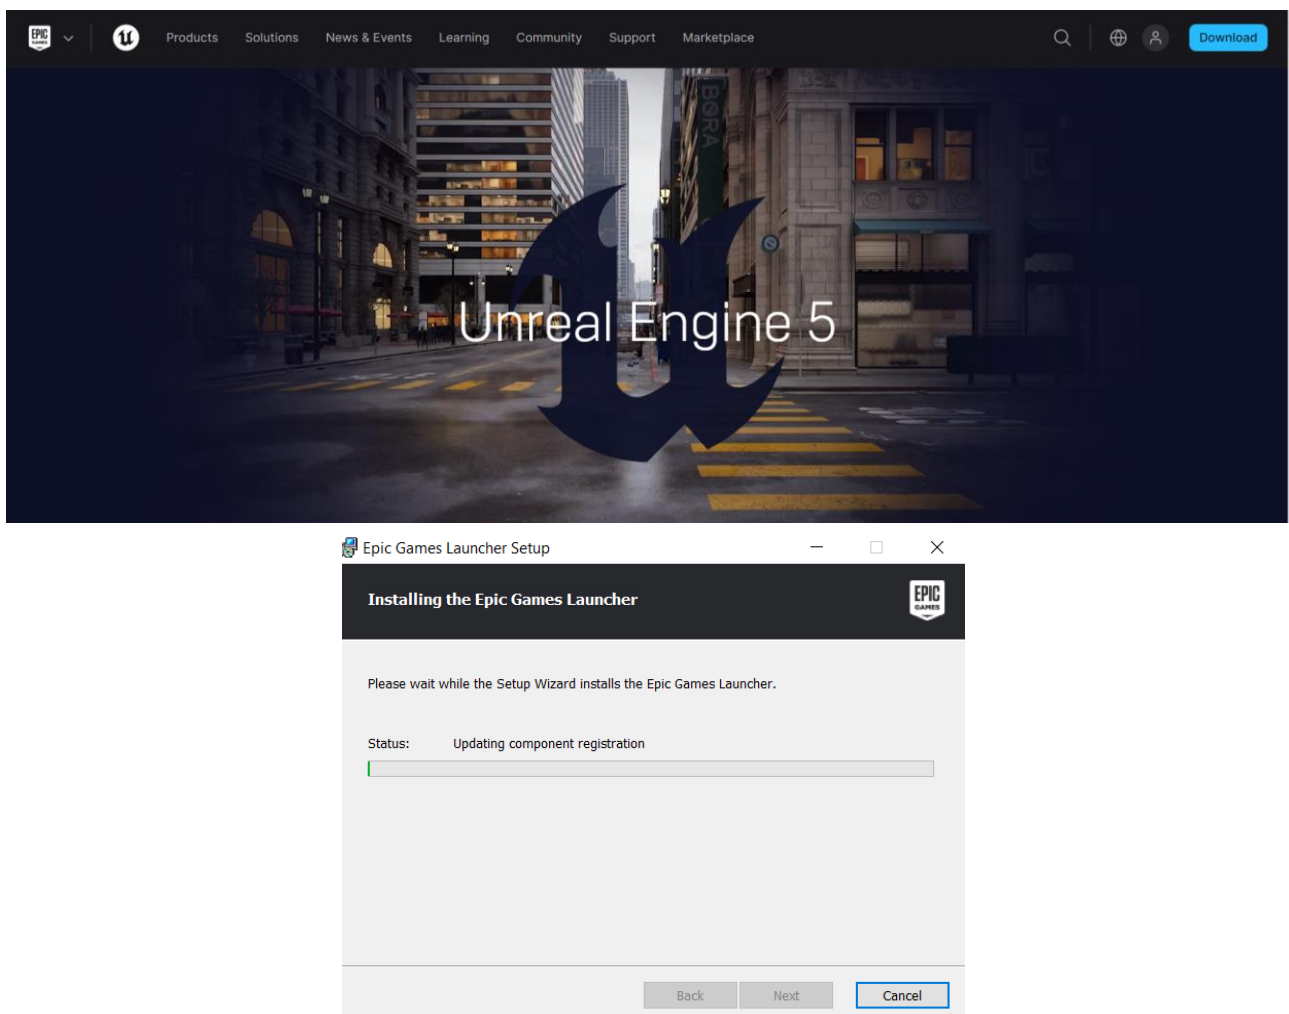 EPIC GAMES
Products Solutions News & Events Learning Community Support Marketplace Download
BORA
Unreal Engine 5
Epic Games Launcher Setup
Installing the Epic Games Launcher
EPIC GAMES
Please wait while the Setup Wizard installs the Epic Games Launcher.
Status: Updating component registration
Back Next Cancel